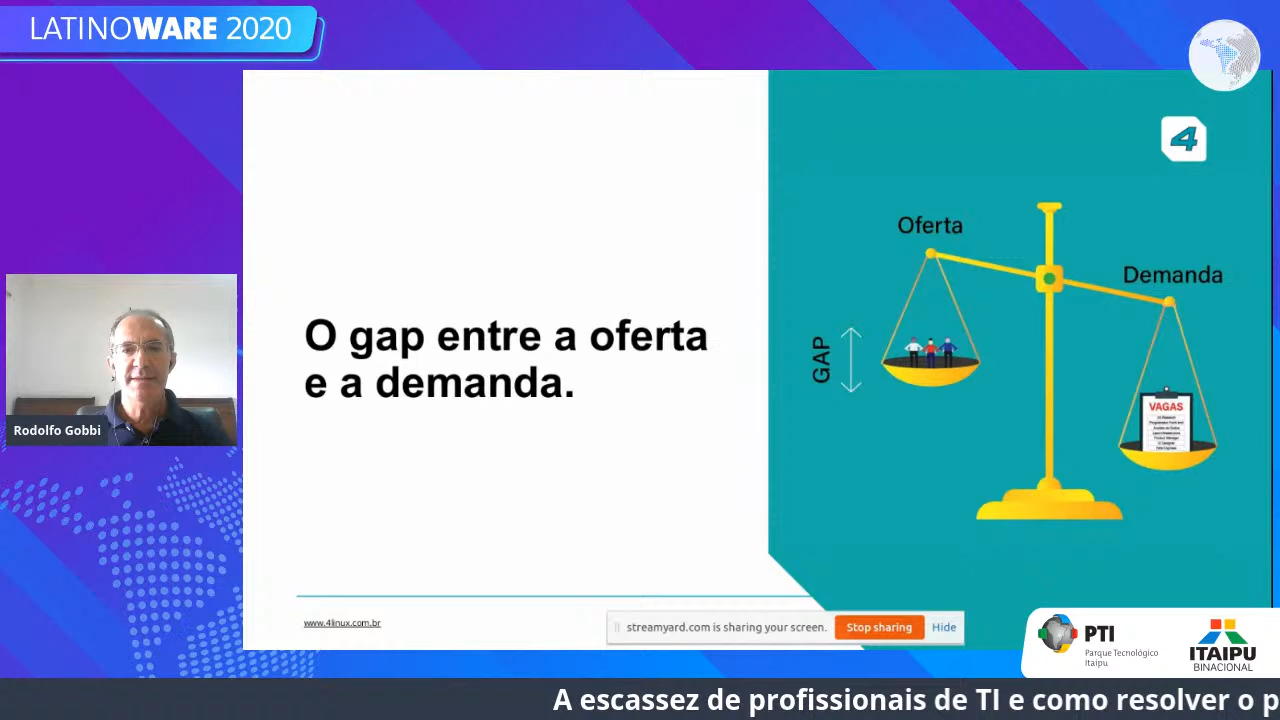 LATINOWARE 2020
4
Oferta
Demanda
GAP
O gap entre a oferta
e a demanda.
VAGAS
Rodolfo Gobbi
www.4linux.com.br
streamyard.com is sharing your screen.
Stop sharing
Hide
PTI
Parque Tecnológico
Itaipu
ITAIPU
BINACIONAL
A escassez de profissionais de TI e como resolver o p